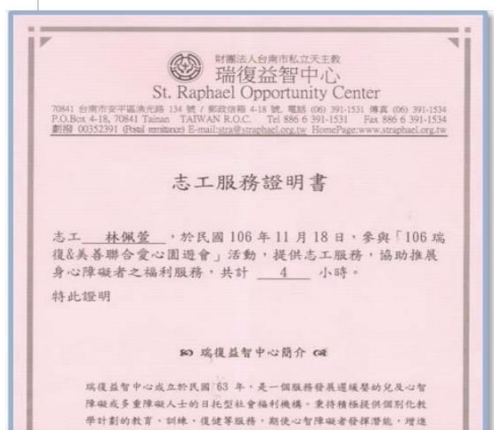 財團法人台南市私立天主教
瑞復益智中心
St. Raphael Opportunity Center
70841 台南市安平區漁光路 134 號 / 郵政信箱 4-18 號, 電話 (06) 391-1531 傳真 (06) 391-1534
P.O.Box 4-18, 70841 Tainan TAIWAN R.O.C. Tel 886 6 391-1531 Fax 886 6 391-1534
劃撥 00352391 (Postal remittance) E-mail:stra@straphael.org.tw HomePage:www.straphael.org.tw
志工服務證明書
志工 林佩萱 ,於民國 106 年 11 月 18 日,參與「106 瑞
復&美善聯合愛心園遊會」活動,提供志工服務,協助推展
身心障礙者之福利服務,共計 4 小時。
特此證明
瑞復益智中心簡介
瑞復益智中心成立於民國 63 年,是一個服務發展遲緩嬰幼兒及心智
障礙或多重障礙人士的日托型社會福利機構。秉持積極提供個別化教
學計劃的教育、訓練、復健等服務,期使心智障礙者發揮潛能,增進